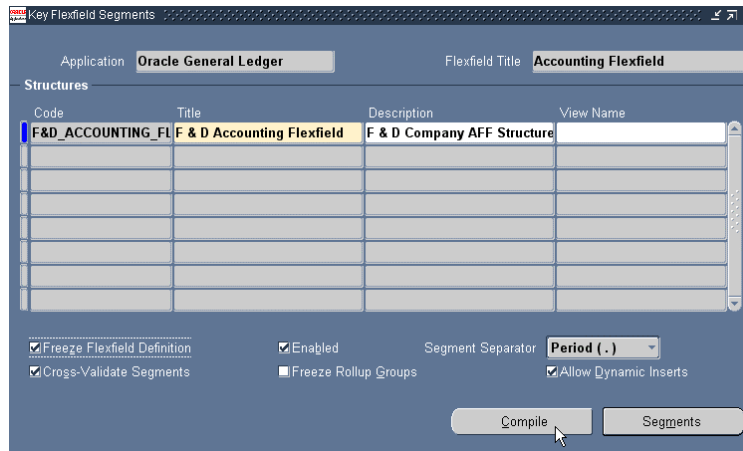 Key Flexfield Segments
Application Oracle General Ledger Flexfield Title Accounting Flexfield
Structures
Code Title Description View Name
F&D_ACCOUNTING_FL F & D Accounting Flexfield F & D Company AFF Structure
Freeze Flexfield Definition Enabled Segment Separator Period (.)
Cross-Validate Segments Freeze Rollup Groups Allow Dynamic Inserts
Compile Segments